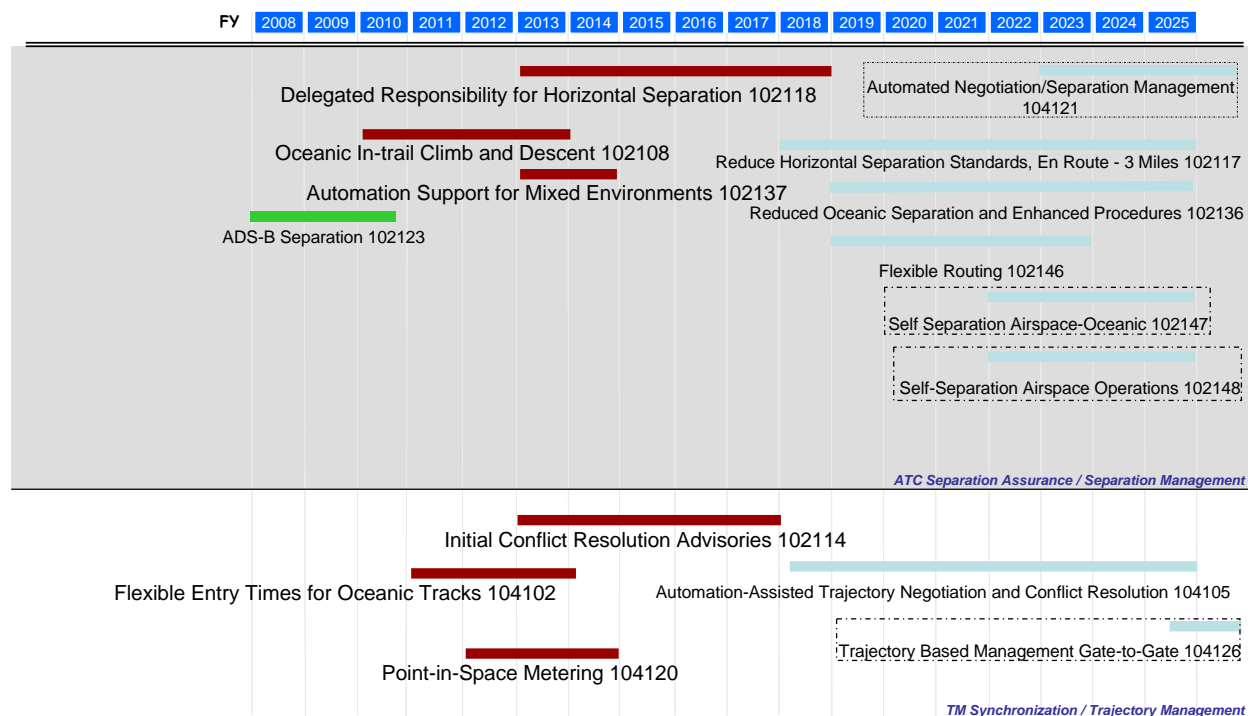 FY 2008 2009 2010 2011 2012 2013 2014 2015 2016 2017 2018 2019 2020 2021 2022 2023 2024 2025
Delegated Responsibility for Horizontal Separation 102118
Automated Negotiation/Separation Management
104121
Oceanic In-trail Climb and Descent 102108
Reduce Horizontal Separation Standards, En Route - 3 Miles 102117
Automation Support for Mixed Environments 102137
Reduced Oceanic Separation and Enhanced Procedures 102136
ADS-B Separation 102123
Flexible Routing 102146
Self Separation Airspace-Oceanic 102147
Self-Separation Airspace Operations 102148
ATC Separation Assurance / Separation Management
Initial Conflict Resolution Advisories 102114
Flexible Entry Times for Oceanic Tracks 104102
Automation-Assisted Trajectory Negotiation and Conflict Resolution 104105
Trajectory Based Management Gate-to-Gate 104126
Point-in-Space Metering 104120
TM Synchronization / Trajectory Management